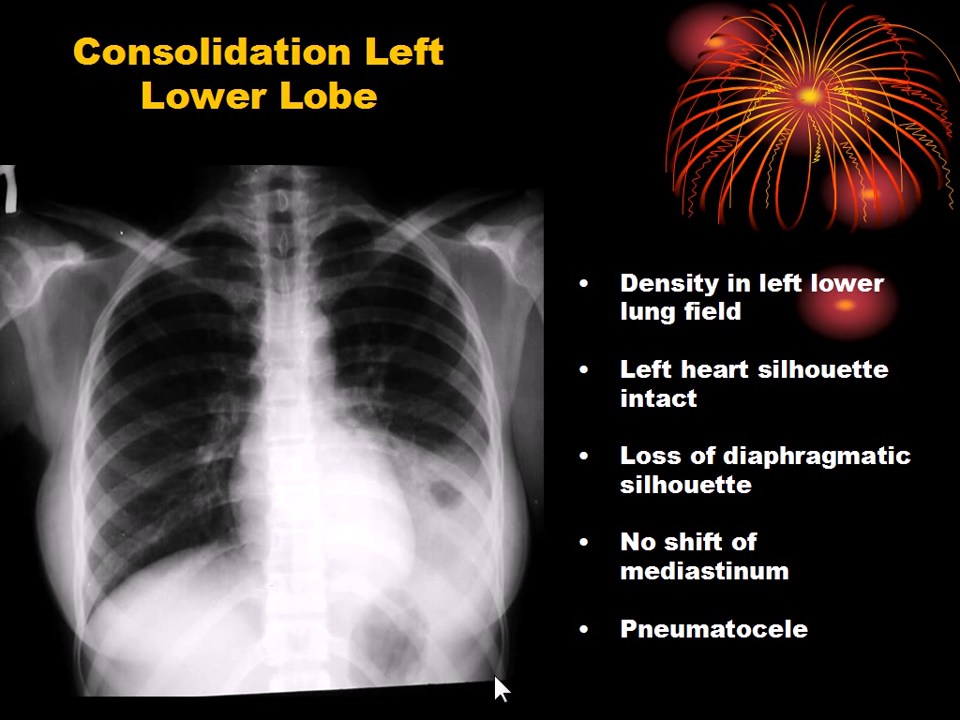 Consolidation Left
Lower Lobe
• Density in left lower
lung field
• Left heart silhouette
intact
• Loss of diaphragmatic
silhouette
• No shift of
mediastinum
• Pneumatocele